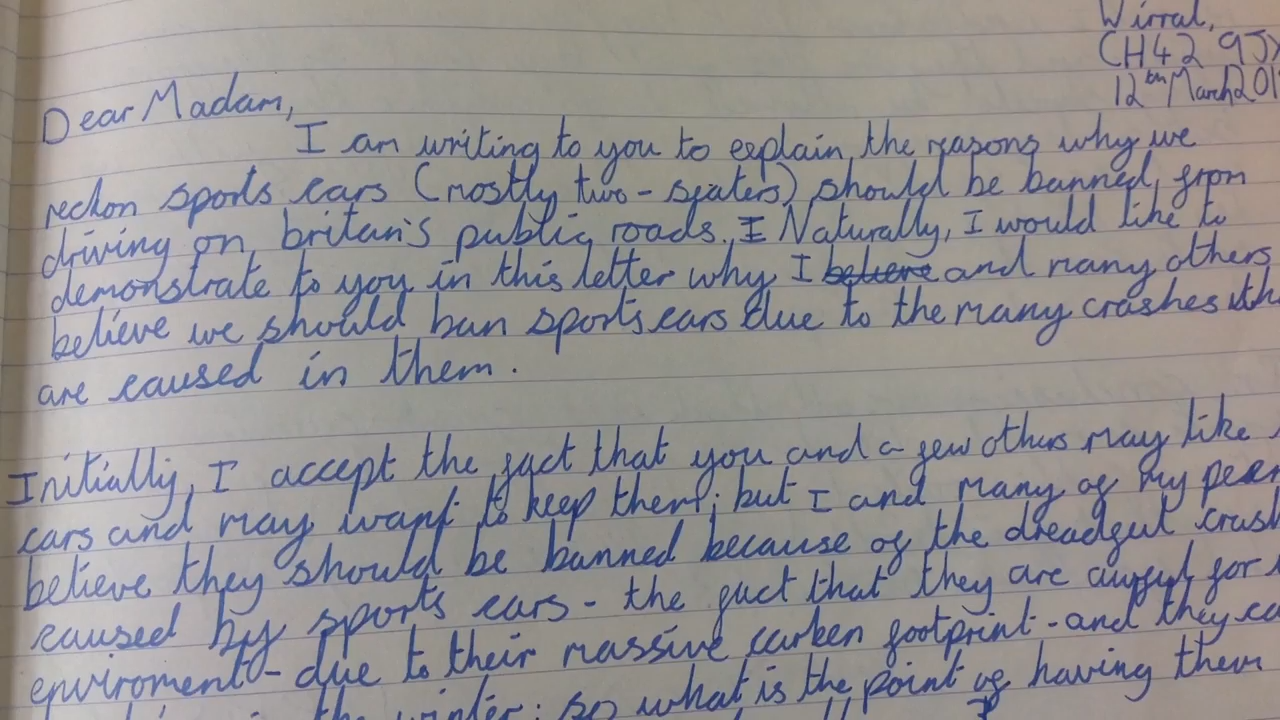 Wirral,
CH42 9J
12th March 201
Dear Madam,
I am writing to you to explain the reasons why we
reckon sports cars (mostly two-seaters) should be banned from
driving on britain's public roads. I Naturally, I would like to
demonstrate to you in this letter why I believe and many others
believe we should ban sports cars due to the many crashes
are caused in them.
Initially, I accept the fact that you and a few others may like
cars and may want to keep them; but I and many of my
believe they should be banned because of the dreadful crash
caused by sports cars - the fact that they are awful for
enviroment - due to their massive carben footprint - and they
the winter; so what is the point of having them